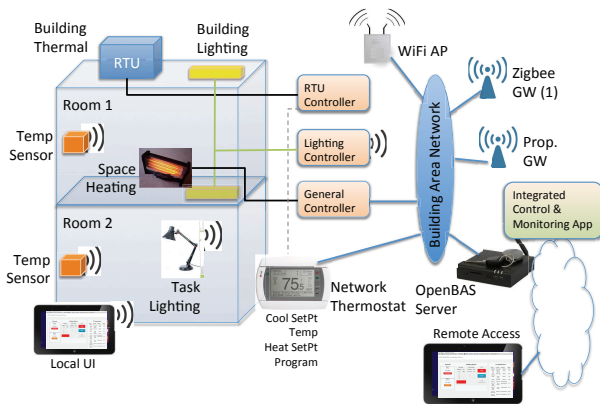 Building
Thermal
Building
Lighting
RTU
WiFi AP
Zigbee
GW (1)
Room 1
RTU
Controller
Temp
Sensor
Lighting
Controller
Prop.
GW
Space
Heating
General
Controller
Building Area Network
Integrated
Control &
Monitoring App
Room 2
Temp
Sensor
Task
Lighting
75
Network
Thermostat
OpenBAS
Server
Cool SetPt
Temp
Heat SetPt
Program
Local UI
Remote Access